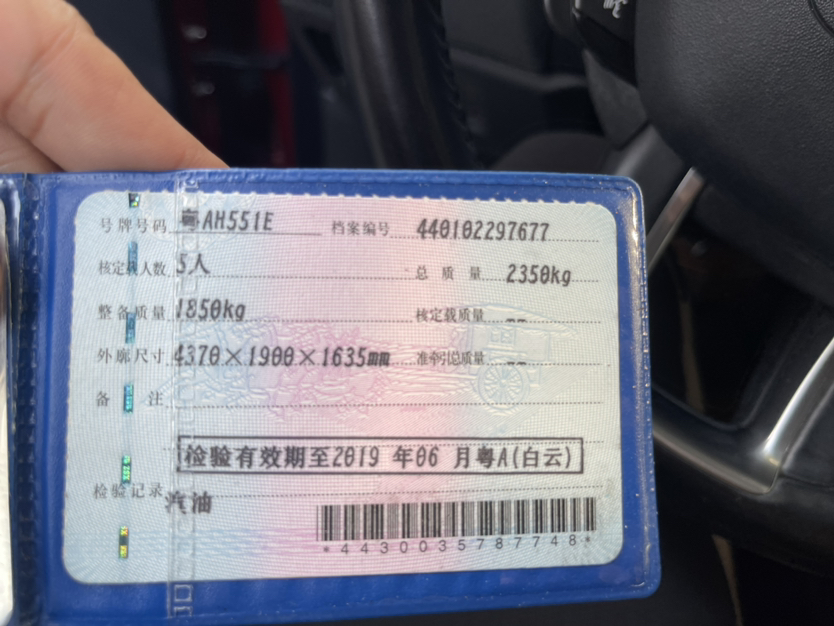 号牌号码 粤AH551E 档案编号 440102297677
核定载人数 5人 总质量 2350kg
整备质量 1850kg 核定载质量 --
外廓尺寸 4370×1900×1635mm 准牵引总质量 --
备注
检验有效期至2019 年06 月粤A(白云)
检验记录
汽油
*4430035787748*